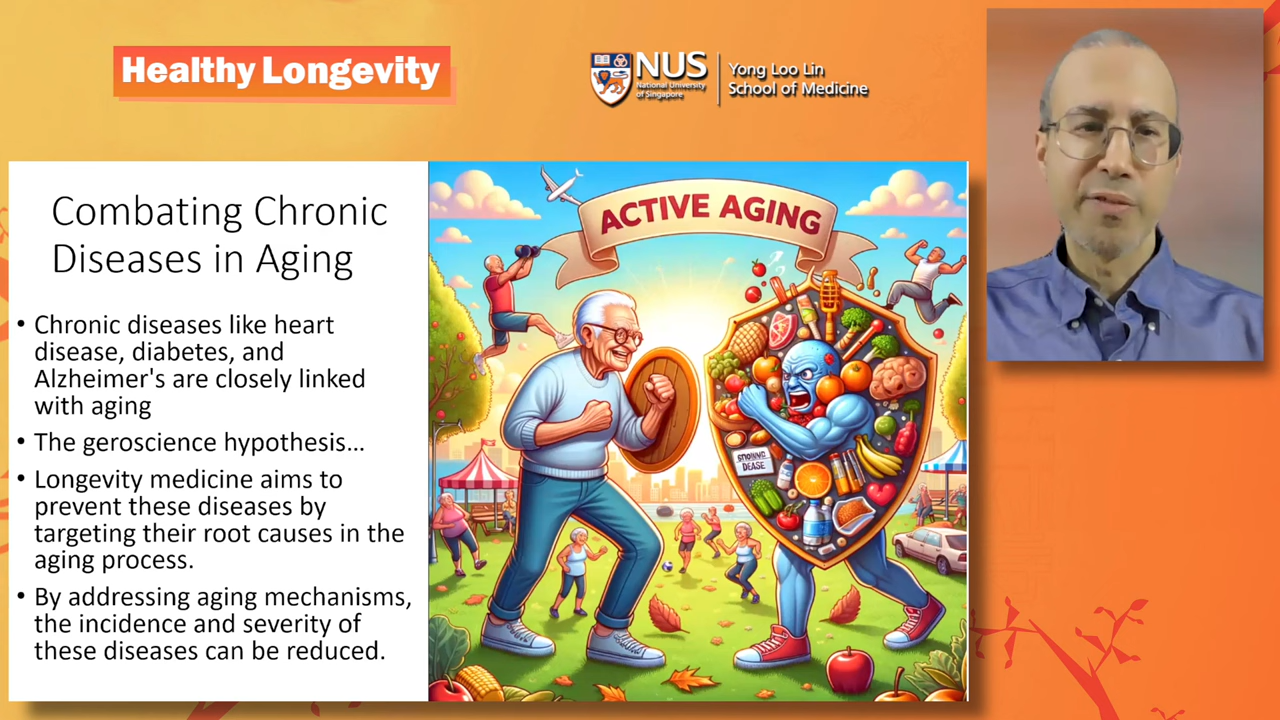 Healthy Longevity
NUS
National University
of Singapore
Yong Loo Lin
School of Medicine
Combating Chronic
Diseases in Aging
• Chronic diseases like heart
disease, diabetes, and
Alzheimer's are closely linked
with aging
• The geroscience hypothesis...
• Longevity medicine aims to
prevent these diseases by
targeting their root causes in the
aging process.
• By addressing aging mechanisms,
the incidence and severity of
these diseases can be reduced.
ACTIVE AGING
DEASE